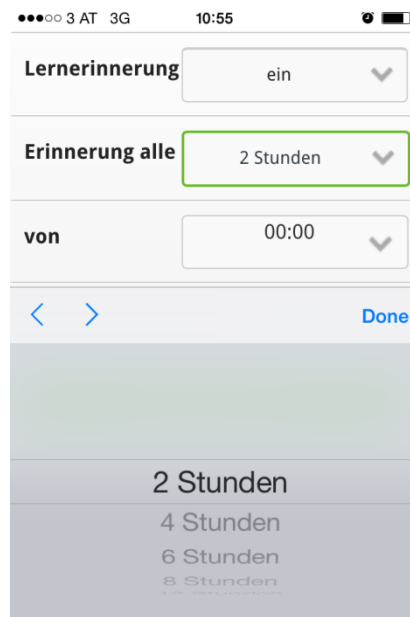 3 AT 3G 10:55
Lernerinnerung ein
Erinnerung alle 2 Stunden
von 00:00
Done
2 Stunden
4 Stunden
6 Stunden
8 Stunden